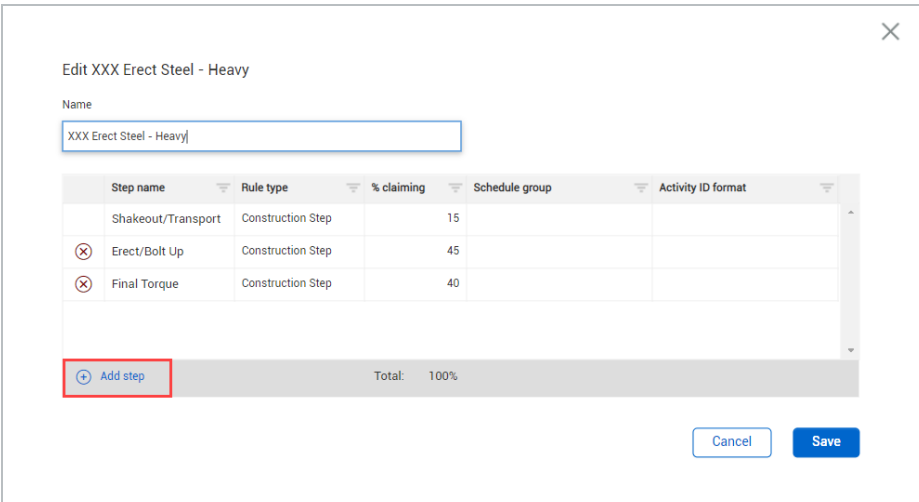 Edit XXX Erect Steel - Heavy
Name
XXX Erect Steel - Heavy
Step name Rule type % claiming Schedule group Activity ID format
Shakeout/Transport Construction Step 15
Erect/Bolt Up Construction Step 45
Final Torque Construction Step 40
Add step Total: 100%
Cancel Save